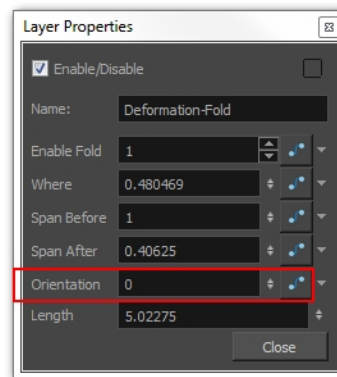 Layer Properties
Enable/Disable
Name: Deformation-Fold
Enable Fold 1
Where 0.480469
Span Before 1
Span After 0.40625
Orientation 0
Length 5.02275
Close